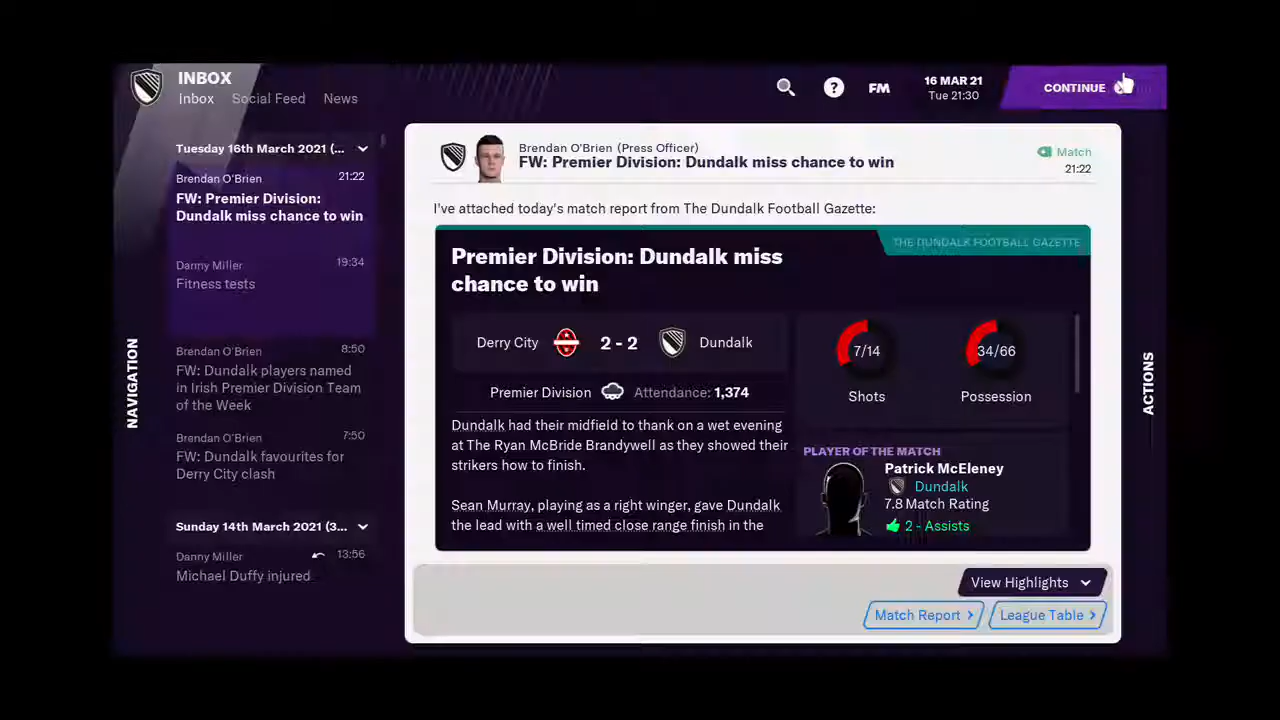 INBOX
Inbox Social Feed News
FM
16 MAR 21
Tue 21:30
CONTINUE
NAVIGATION
Tuesday 16th March 2021 (...
Brendan O'Brien 21:22
FW: Premier Division:
Dundalk miss chance to win
Danny Miller 19:34
Fitness tests
Brendan O'Brien 8:50
FW: Dundalk players named
in Irish Premier Division Team
of the Week
Brendan O'Brien 7:50
FW: Dundalk favourites for
Derry City clash
Sunday 14th March 2021 (3...
Danny Miller 13:56
Michael Duffy injured
Brendan O'Brien (Press Officer)
FW: Premier Division: Dundalk miss chance to win
Match
21:22
I've attached today's match report from The Dundalk Football Gazette:
THE DUNDALK FOOTBALL GAZETTE
Premier Division: Dundalk miss
chance to win
Derry City 2 - 2 Dundalk
Premier Division Attendance: 1,374
Dundalk had their midfield to thank on a wet evening
at The Ryan McBride Brandywell as they showed their
strikers how to finish.
Sean Murray, playing as a right winger, gave Dundalk
the lead with a well timed close range finish in the
7/14
Shots
34/66
Possession
PLAYER OF THE MATCH
Patrick McEleney
Dundalk
7.8 Match Rating
2 - Assists
View Highlights
Match Report
League Table
ACTIONS